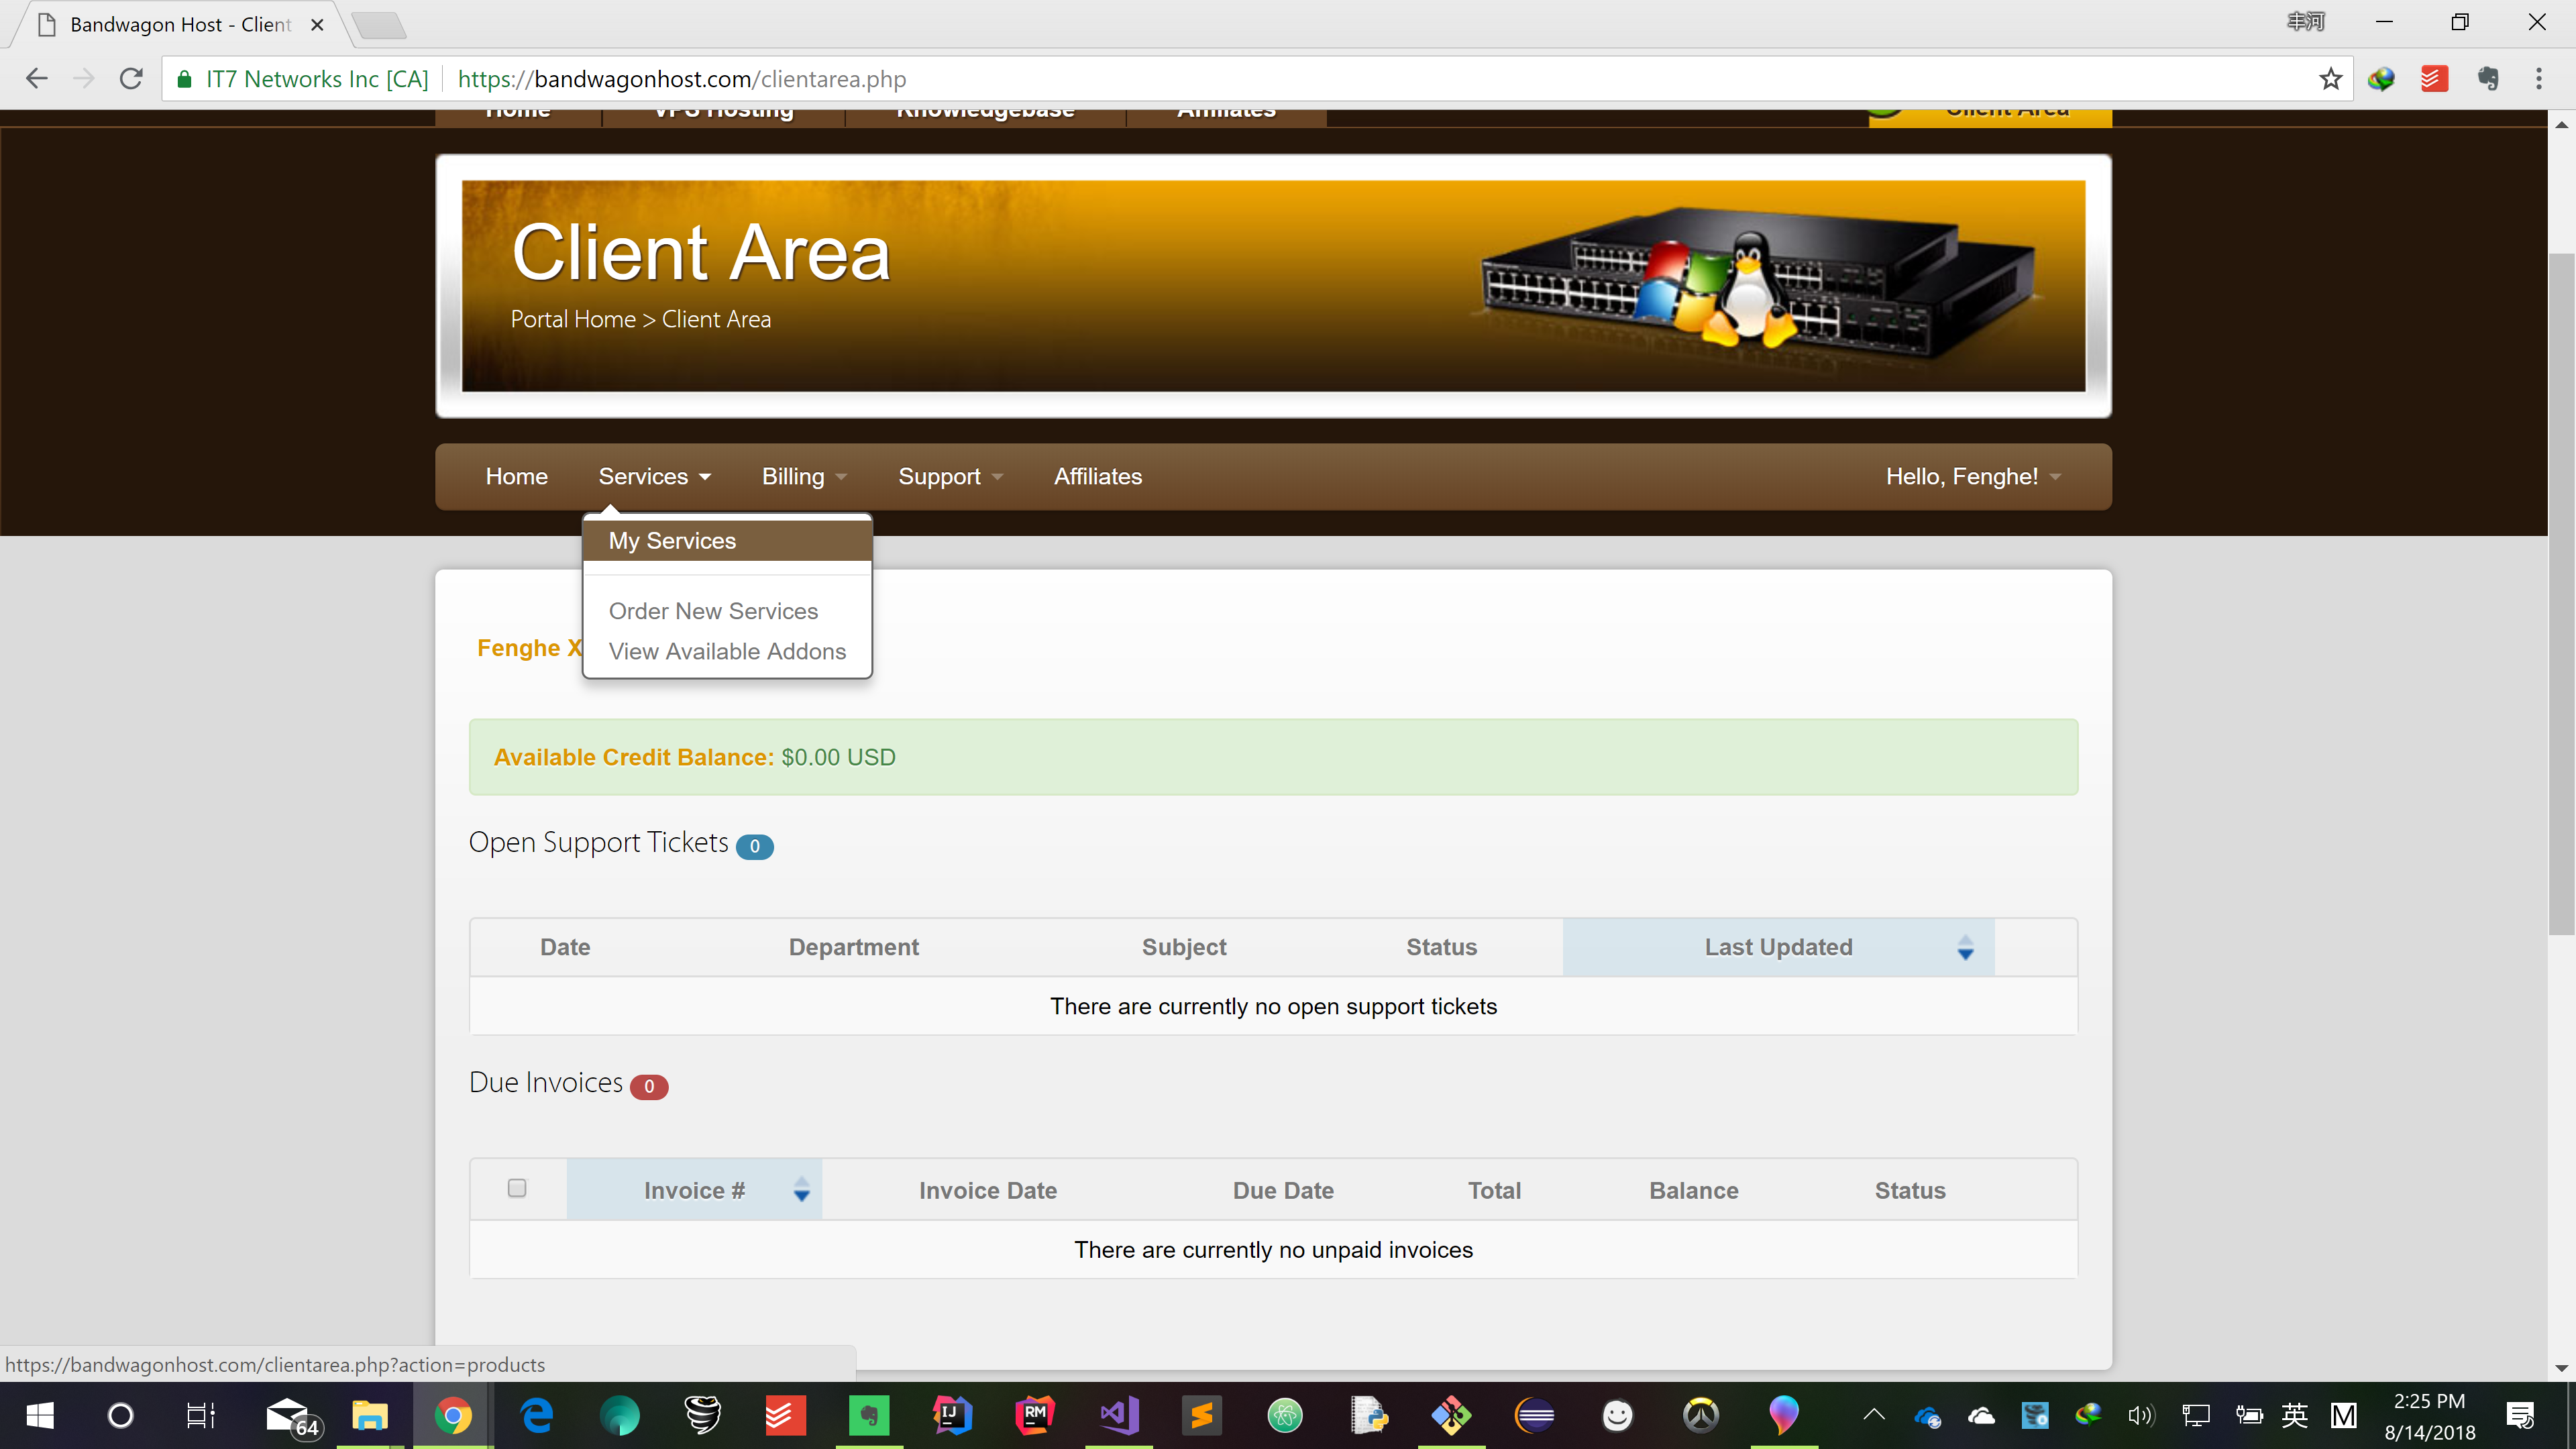 Bandwagon Host - Client
丰河
IT7 Networks Inc [CA]
https://bandwagonhost.com/clientarea.php
Home
VPS Hosting
Knowledgebase
Affiliates
Client Area
Client Area
Portal Home > Client Area
Home
Services
Billing
Support
Affiliates
Hello, Fenghe!
My Services
Order New Services
View Available Addons
Fenghe X
Available Credit Balance: $0.00 USD
Open Support Tickets 0
Date Department Subject Status Last Updated
There are currently no open support tickets
Due Invoices 0
Invoice # Invoice Date Due Date Total Balance Status
There are currently no unpaid invoices
https://bandwagonhost.com/clientarea.php?action=products
64
IJ
RM
英
M
2:25 PM
8/14/2018